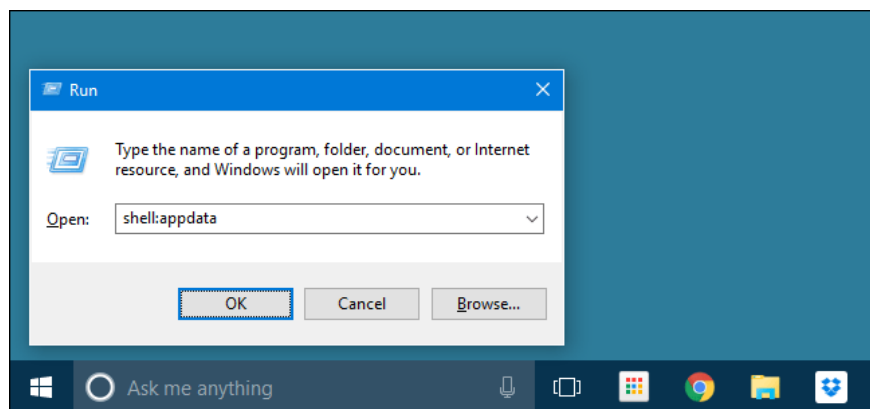 Run
Type the name of a program, folder, document, or Internet
resource, and Windows will open it for you.
Open: shell:appdata
OK Cancel Browse...
Ask me anything